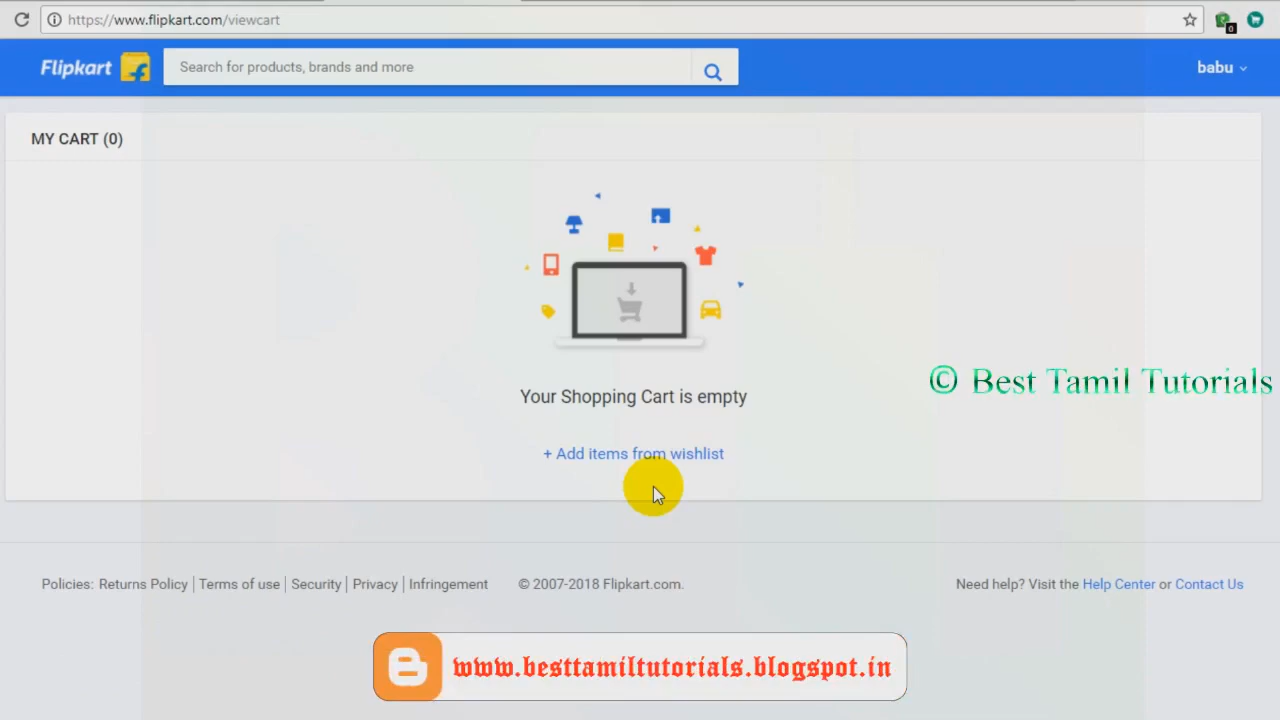 https://www.flipkart.com/viewcart
0
Flipkart
Search for products, brands and more
babu
MY CART (0)
Your Shopping Cart is empty
+ Add items from wishlist
© Best Tamil Tutorials
Policies: Returns Policy | Terms of use | Security | Privacy | Infringement © 2007-2018 Flipkart.com. Need help? Visit the Help Center or Contact Us
www.besttamiltutorials.blogspot.in